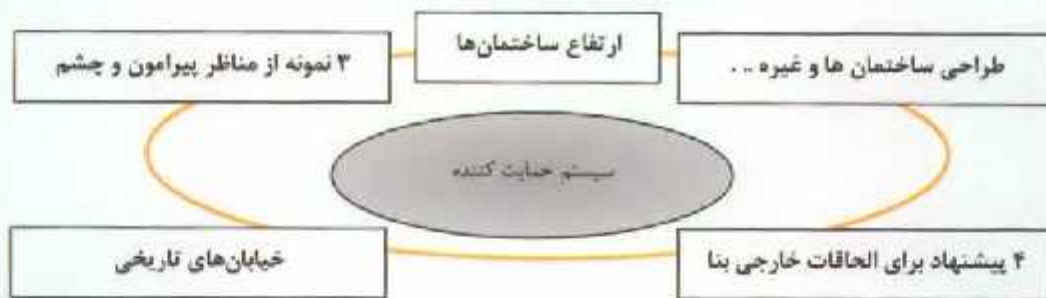 ارتفاع ساختمان‌ها
طراحی ساختمان ها و غیره ..
۳ نمونه از مناظر پیرامون و چشم
سیستم حمایت کننده
۴ پیشنهاد برای الحاقات خارجی بنا
خیابان‌های تاریخی